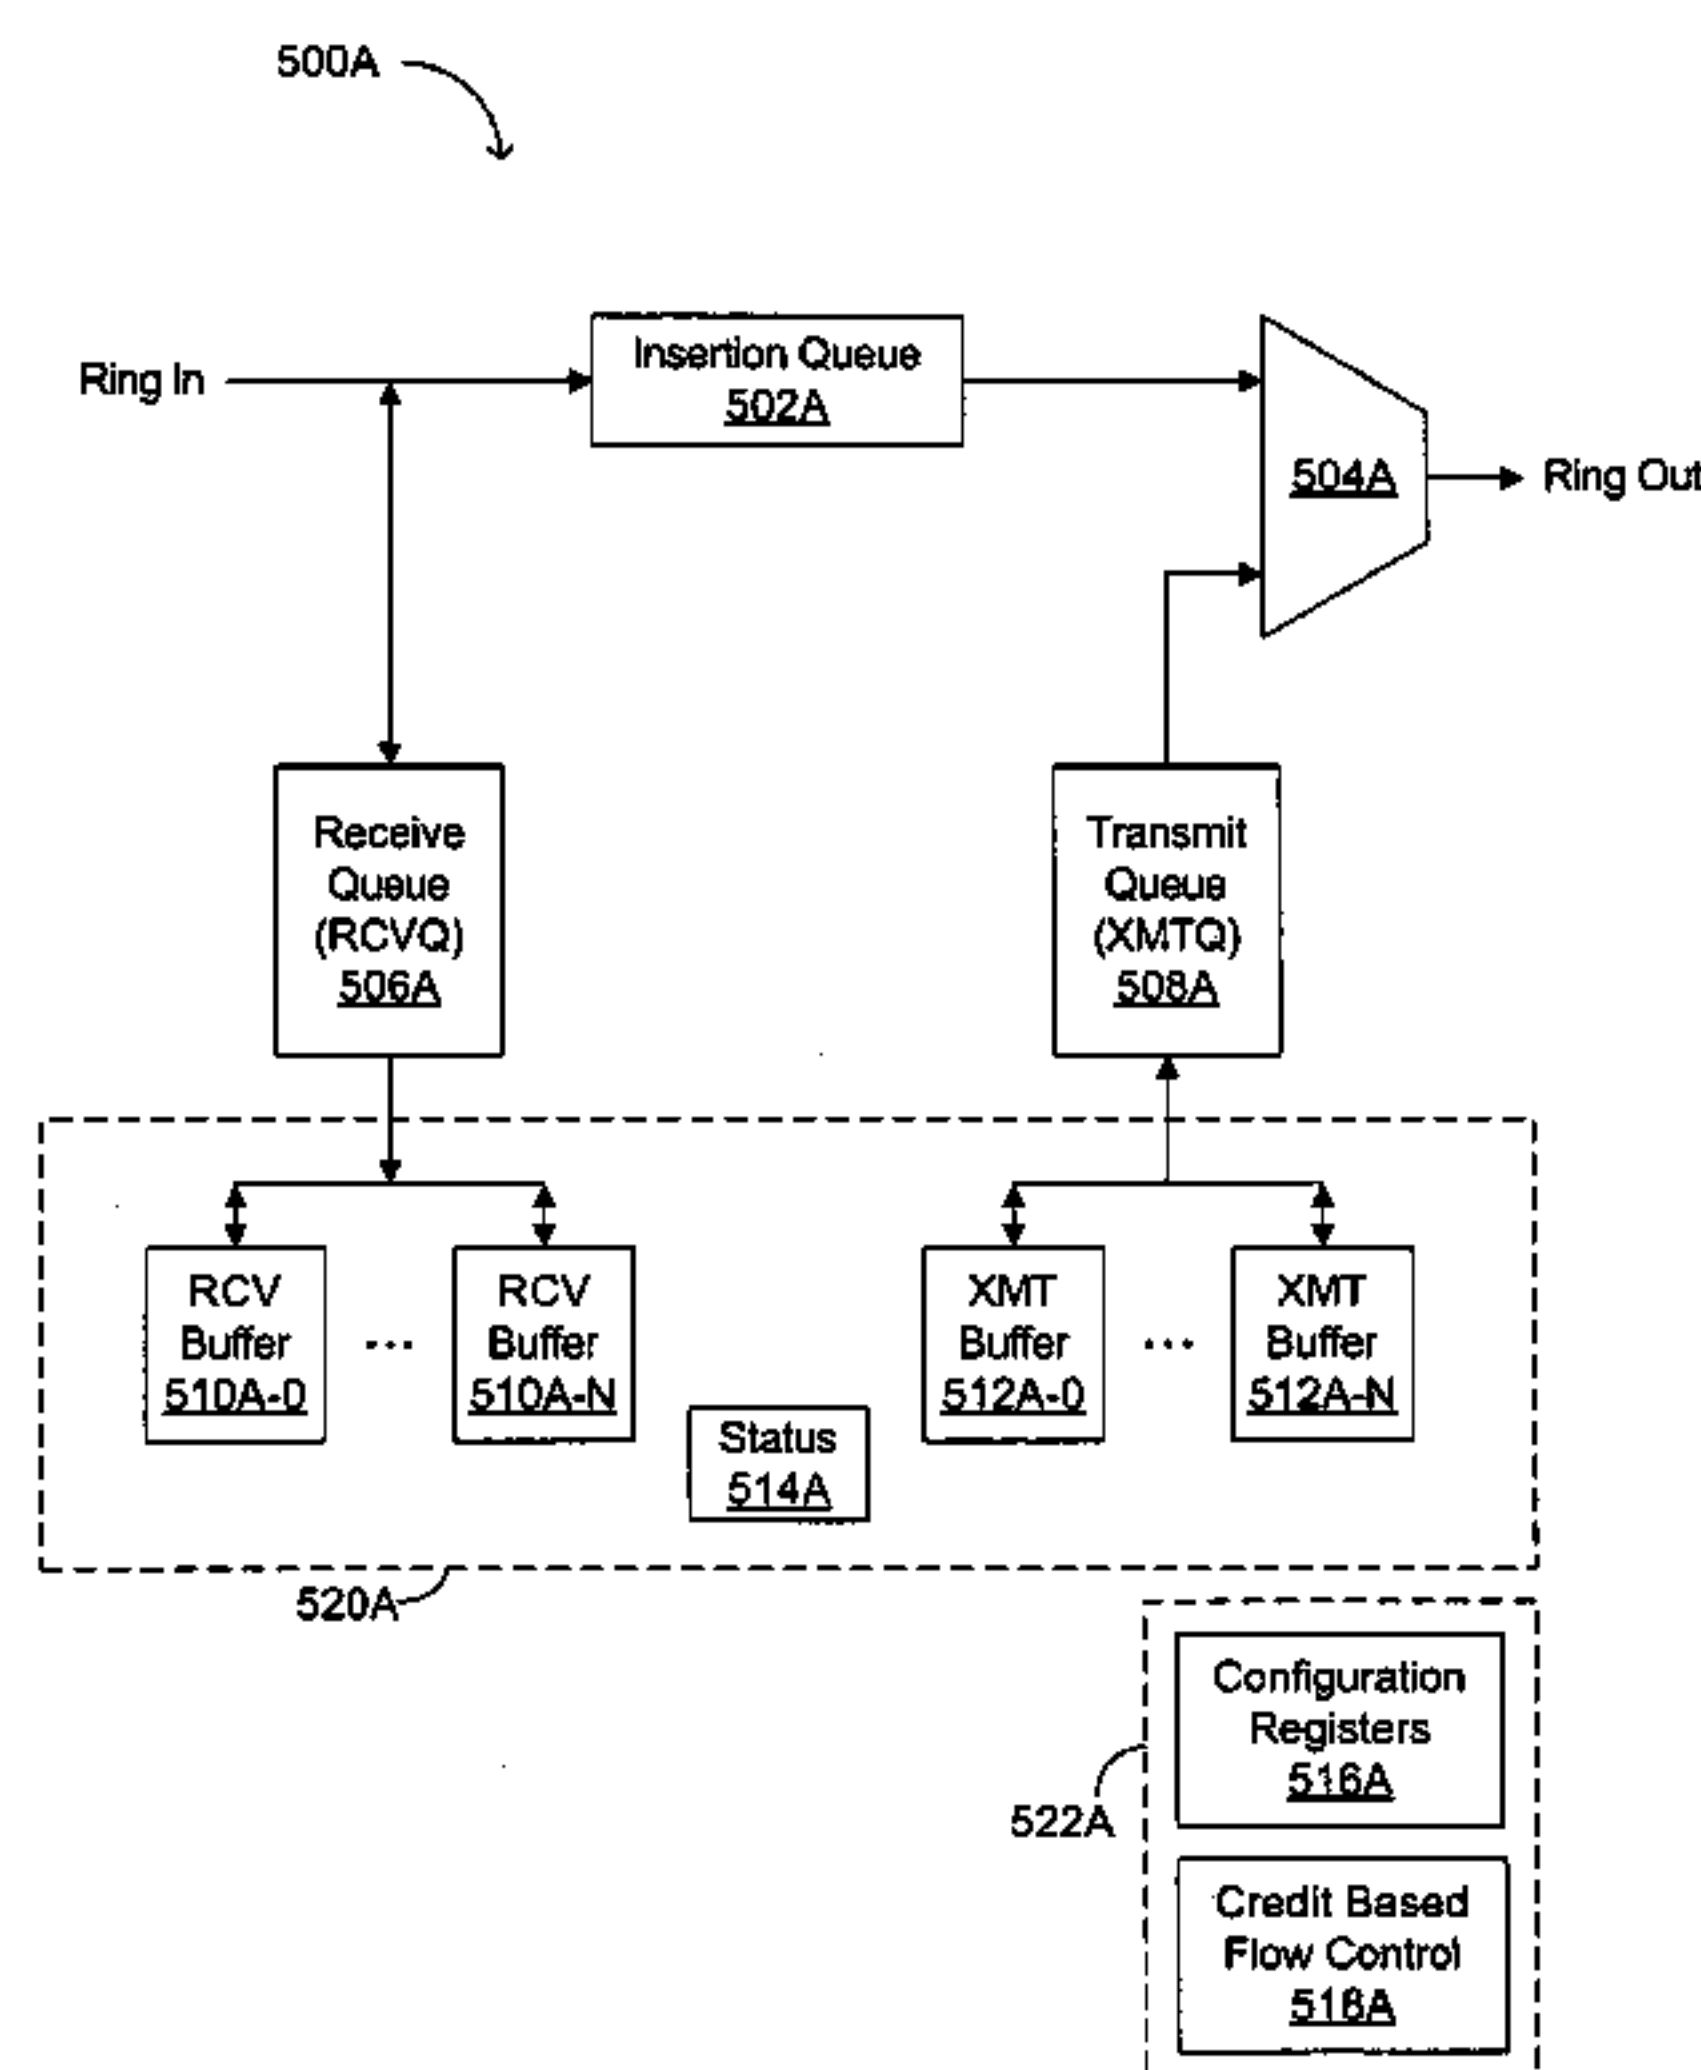 500A
Ring In
Insertion Queue
502A
504A
Ring Out
Receive
Queue
(RCVQ)
506A
Transmit
Queue
(XMTQ)
508A
RCV
Buffer
510A-0
...
RCV
Buffer
510A-N
Status
514A
XMT
Buffer
512A-0
...
XMT
Buffer
512A-N
520A
Configuration
Registers
516A
522A
Credit Based
Flow Control
518A